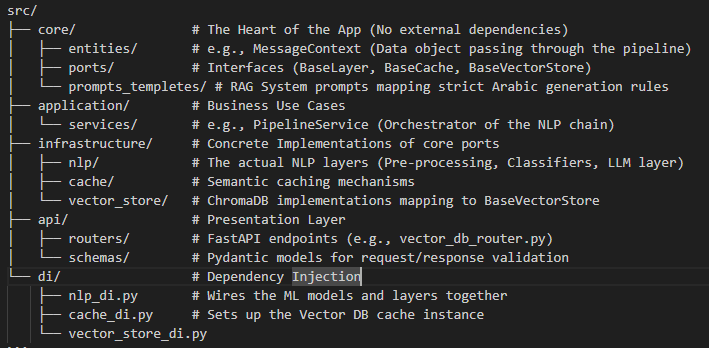 src/
├── core/ # The Heart of the App (No external dependencies)
│ ├── entities/ # e.g., MessageContext (Data object passing through the pipeline)
│ ├── ports/ # Interfaces (BaseLayer, BaseCache, BaseVectorStore)
│ └── prompts_templetes/ # RAG System prompts mapping strict Arabic generation rules
├── application/ # Business Use Cases
│ └── services/ # e.g., PipelineService (Orchestrator of the NLP chain)
├── infrastructure/ # Concrete Implementations of core ports
│ ├── nlp/ # The actual NLP layers (Pre-processing, Classifiers, LLM layer)
│ ├── cache/ # Semantic caching mechanisms
│ └── vector_store/ # ChromaDB implementations mapping to BaseVectorStore
├── api/ # Presentation Layer
│ ├── routers/ # FastAPI endpoints (e.g., vector_db_router.py)
│ └── schemas/ # Pydantic models for request/response validation
└── di/ # Dependency Injection
├── nlp_di.py # Wires the ML models and layers together
├── cache_di.py # Sets up the Vector DB cache instance
└── vector_store_di.py